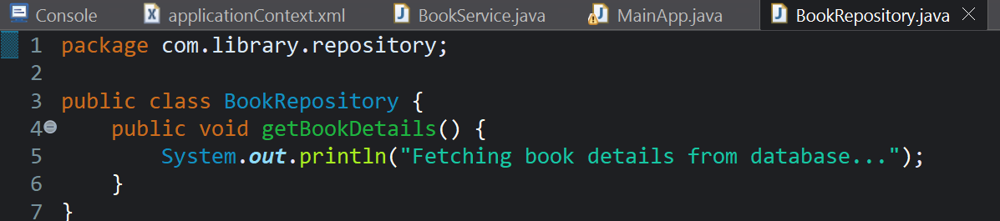 Console applicationContext.xml BookService.java MainApp.java BookRepository.java
1 package com.library.repository;
2
3 public class BookRepository {
4     public void getBookDetails() {
5         System.out.println("Fetching book details from database...");
6     }
7 }